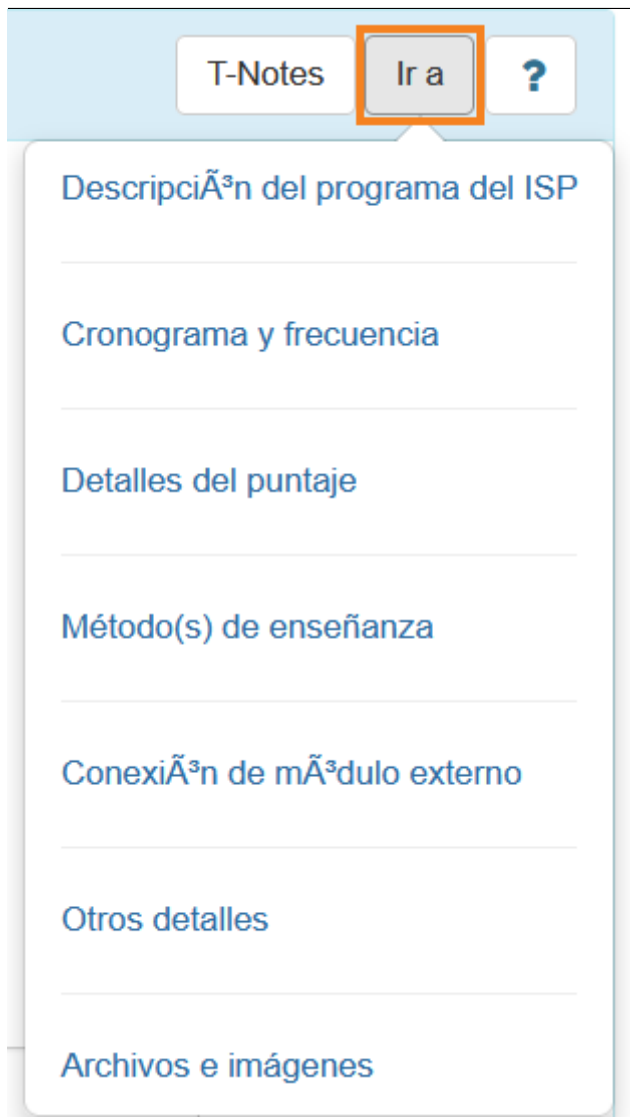 T-Notes Ir a ?
DescripciÃ³n del programa del ISP
Cronograma y frecuencia
Detalles del puntaje
Método(s) de enseñanza
ConexiÃ³n de mÃ³dulo externo
Otros detalles
Archivos e imágenes